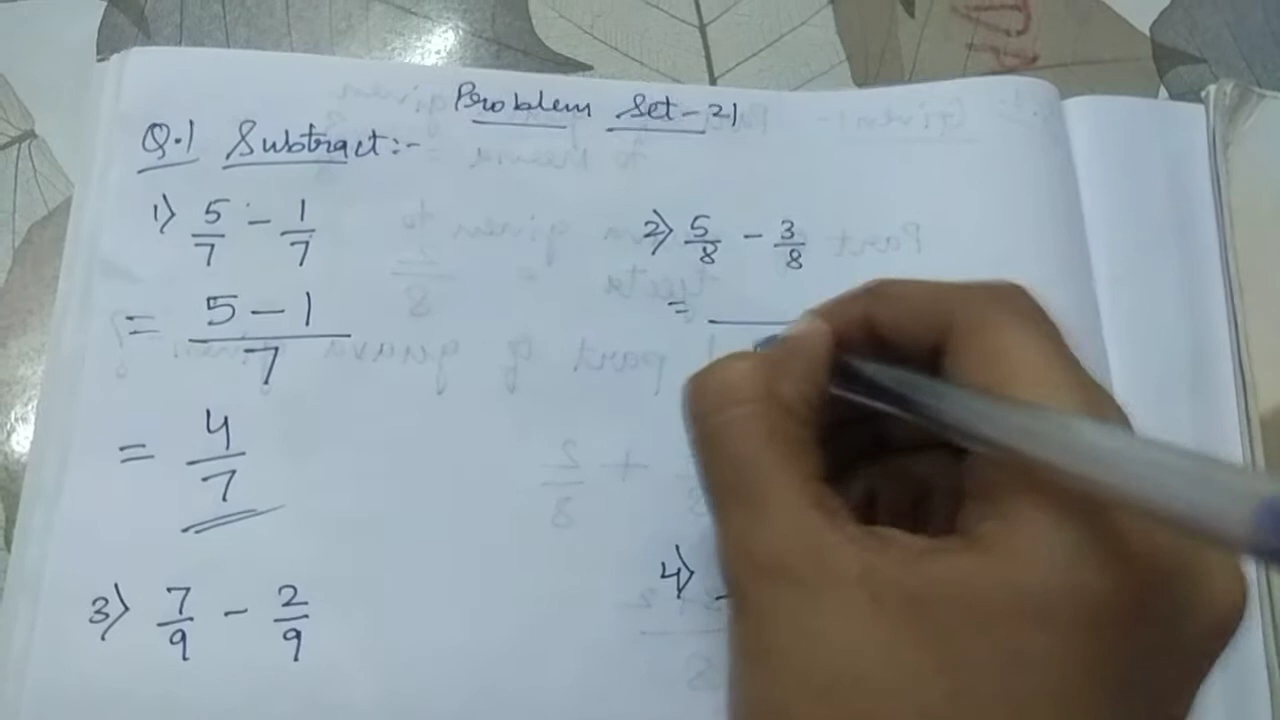 Problem Set-21
Q.1 Subtract:-
1) 5/7 - 1/7
= 5-1/7
= 4/7
2) 5/8 - 3/8
=
3) 7/9 - 2/9
4)